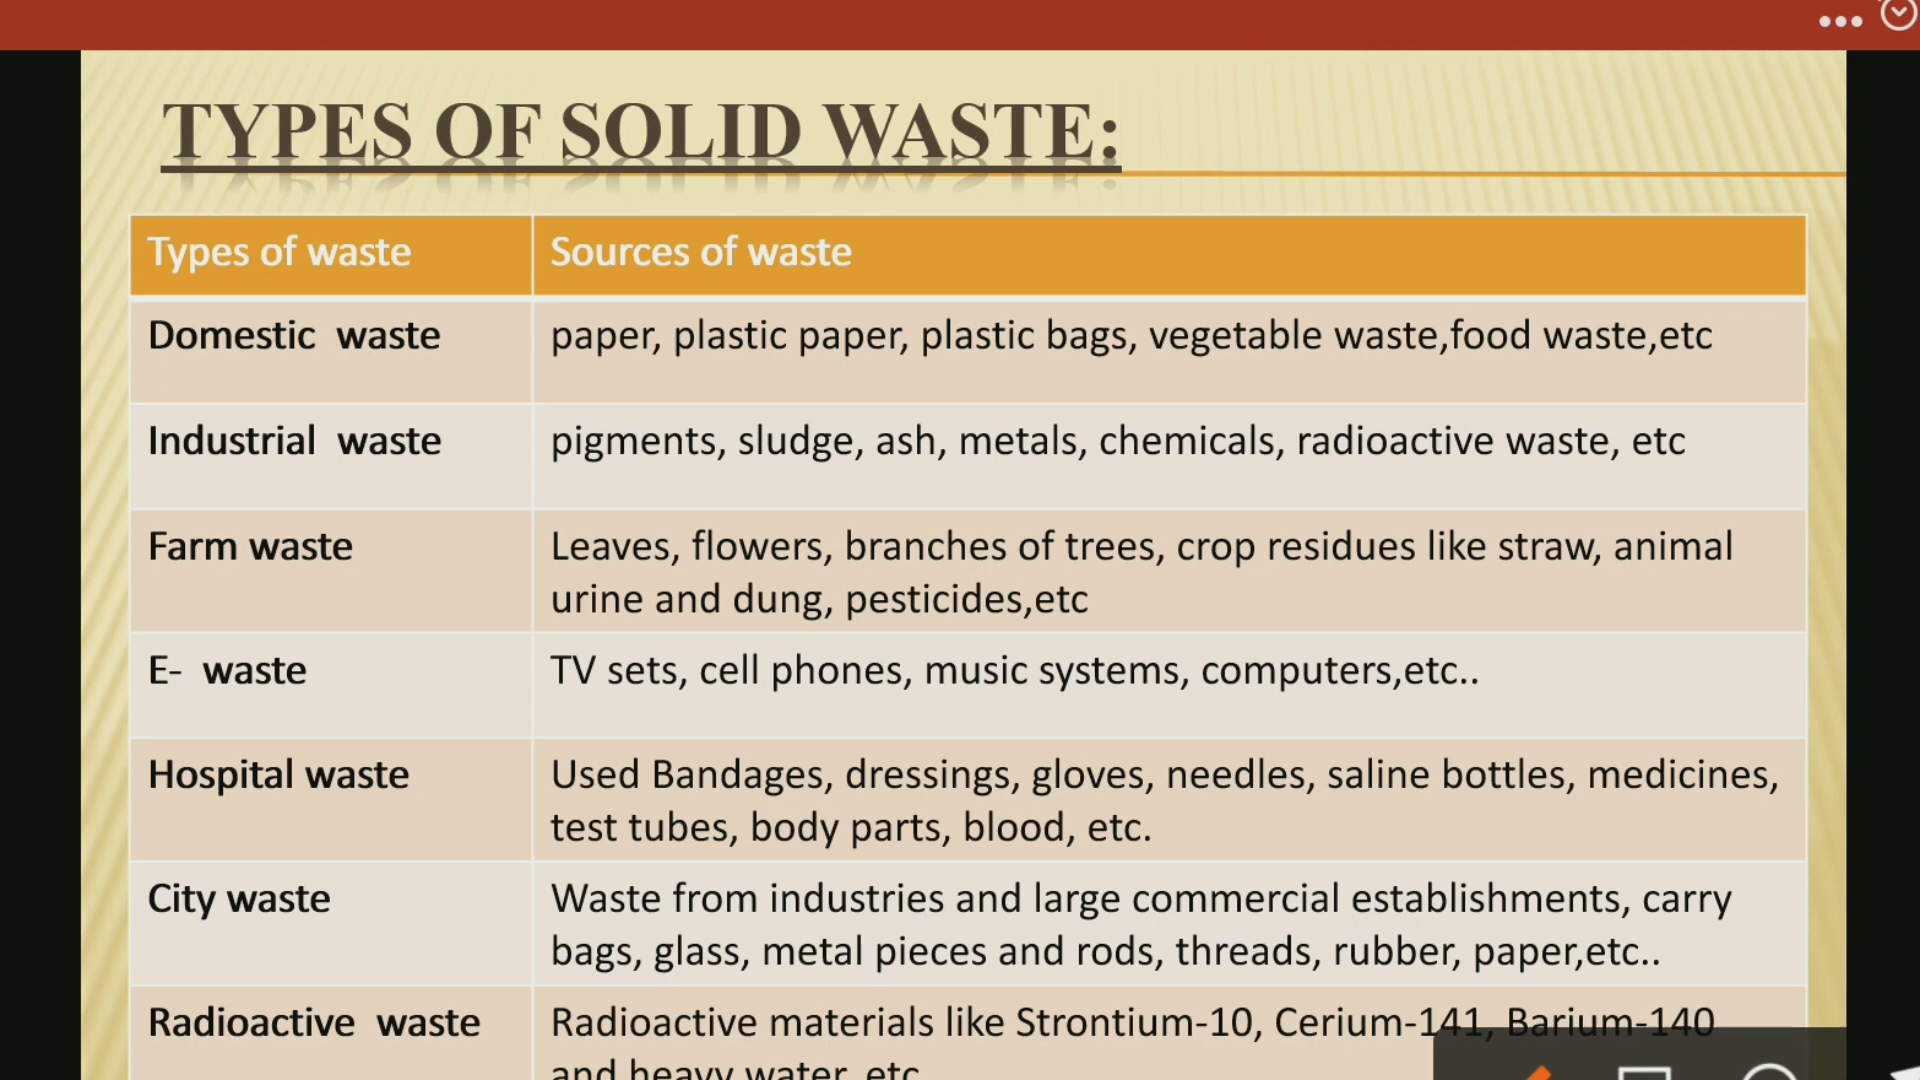 TYPES OF SOLID WASTE:
Types of waste
Sources of waste
Domestic  waste
paper, plastic paper, plastic bags, vegetable waste,food waste,etc
Industrial  waste
pigments, sludge, ash, metals, chemicals, radioactive waste, etc
Farm waste
Leaves, flowers, branches of trees, crop residues like straw, animal
urine and dung, pesticides,etc
E-  waste
TV sets, cell phones, music systems, computers,etc..
Hospital waste
Used Bandages, dressings, gloves, needles, saline bottles, medicines,
test tubes, body parts, blood, etc.
City waste
Waste from industries and large commercial establishments, carry
bags, glass, metal pieces and rods, threads, rubber, paper,etc..
Radioactive  waste
Radioactive materials like Strontium-10, Cerium-141, Barium-140
and heavy water, etc